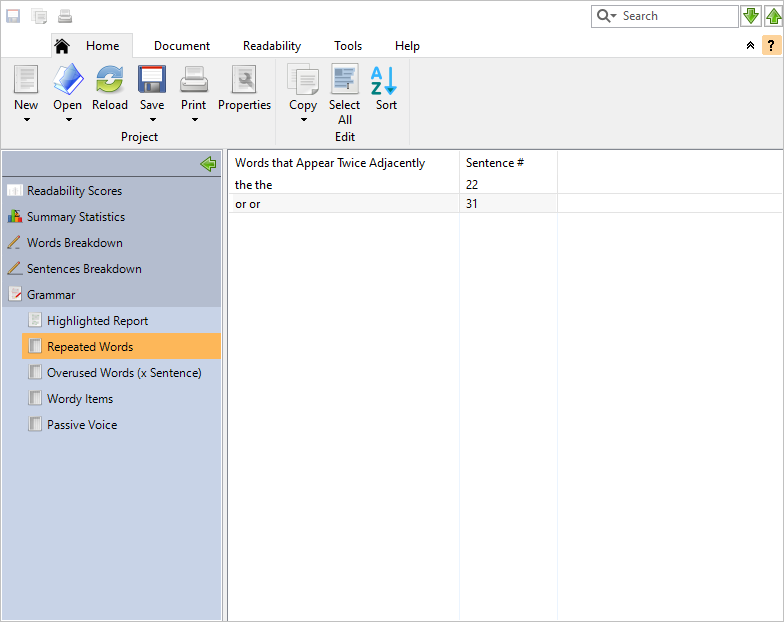 Search
Home Document Readability Tools Help
?
New Open Reload Save Print Properties Copy Select All Sort
Project Edit
Readability Scores
Summary Statistics
Words Breakdown
Sentences Breakdown
Grammar
Highlighted Report
Repeated Words
Overused Words (x Sentence)
Wordy Items
Passive Voice
Words that Appear Twice Adjacently Sentence #
the the 22
or or 31